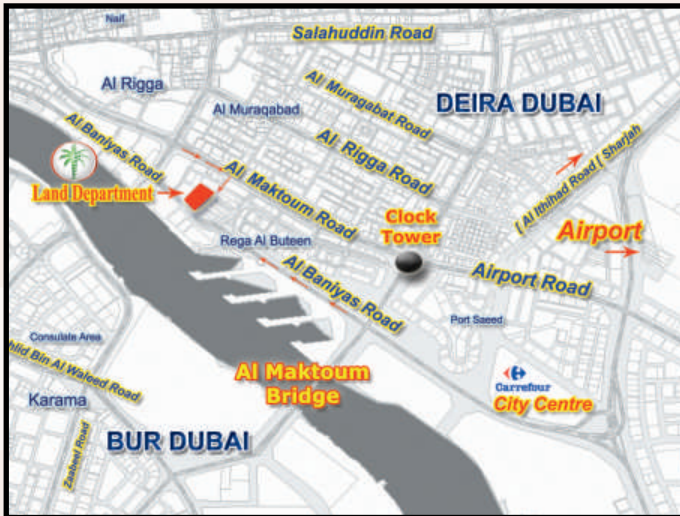 Naif
Salahuddin Road
Al Rigga
Al Muraqabad
Al Muragabat Road
DEIRA DUBAI
Al Baniyas Road
Al Rigga Road
[ Al Ithihad Road [ Sharjah
Land Department
Al Maktoum Road
Clock
Tower
Airport
Rega Al Buteen
Al Baniyas Road
Airport Road
Consulate Area
Port Saeed
hlid Bin Al Waleed Road
Al Maktoum
Bridge
Carrefour
City Centre
Karama
Zaabeel Road
BUR DUBAI